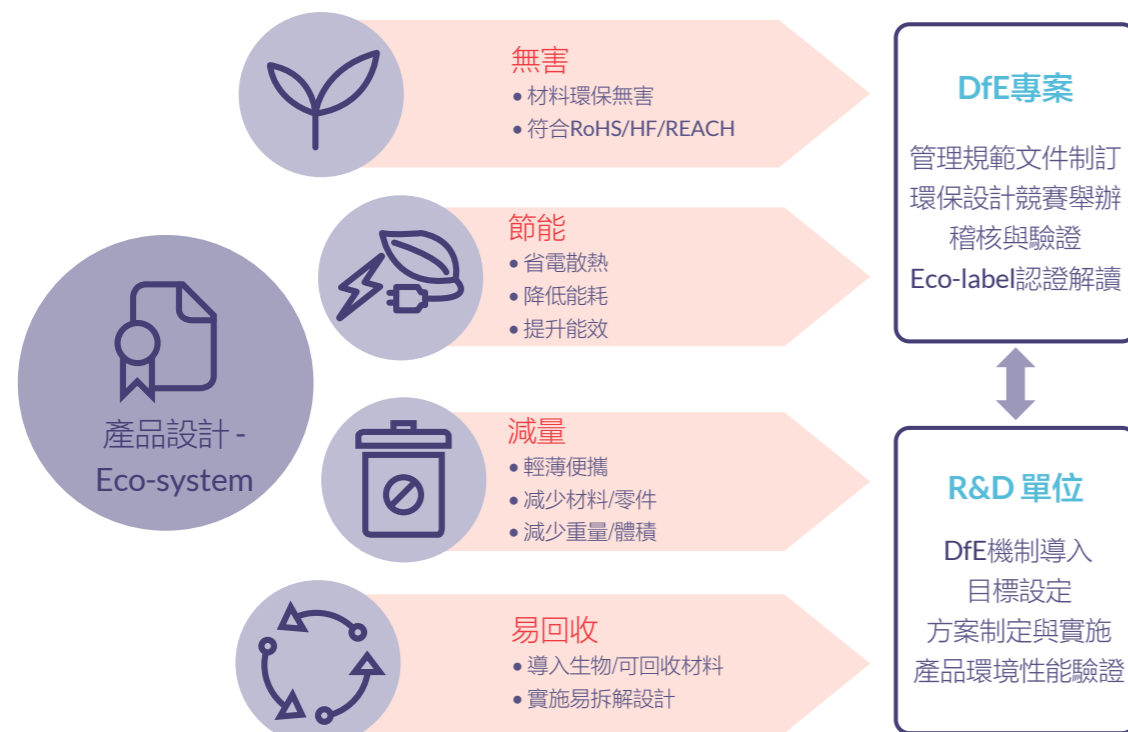 產品設計 -
Eco-system
無害
• 材料環保無害
• 符合RoHS/HF/REACH
節能
• 省電散熱
• 降低能耗
• 提升能效
減量
• 輕薄便攜
• 減少材料/零件
• 減少重量/體積
易回收
• 導入生物/可回收材料
• 實施易拆解設計
DfE專案
管理規範文件制訂
環保設計競賽舉辦
稽核與驗證
Eco-label認證解讀
R&D 單位
DfE機制導入
目標設定
方案制定與實施
產品環境性能驗證